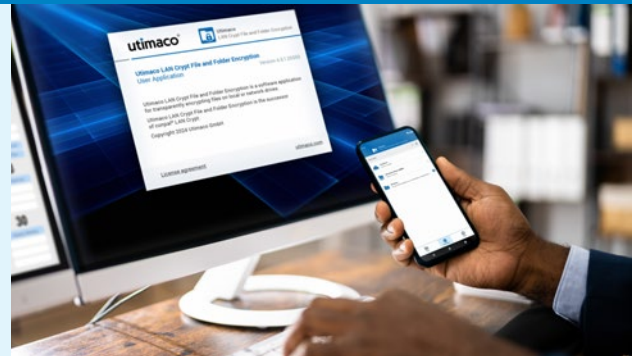 utimaco
Utimaco
LAN Crypt File and Folder Encryption
Utimaco LAN Crypt File and Folder Encryption
User Application
Utimaco LAN Crypt File and Folder Encryption is a software application
for transparently encrypting files on local or network drives.
Utimaco LAN Crypt File and Folder Encryption is the successor
of conpal® LAN Crypt.
Copyright 2024 Utimaco GmbH
License agreement
utimaco.com
30